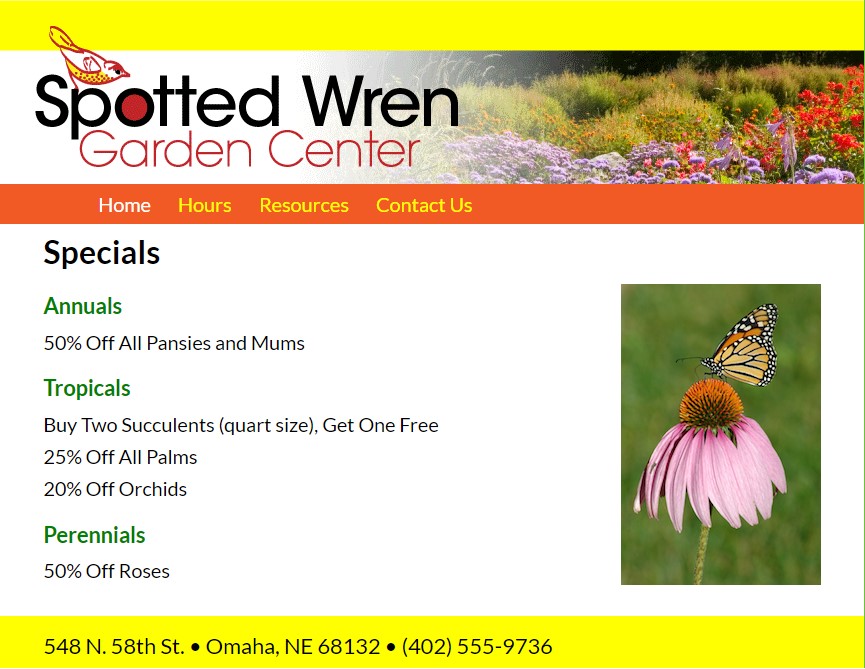 Spotted Wren
Garden Center
Home Hours Resources Contact Us
Specials
Annuals
50% Off All Pansies and Mums
Tropicals
Buy Two Succulents (quart size), Get One Free
25% Off All Palms
20% Off Orchids
Perennials
50% Off Roses
548 N. 58th St. • Omaha, NE 68132 • (402) 555-9736